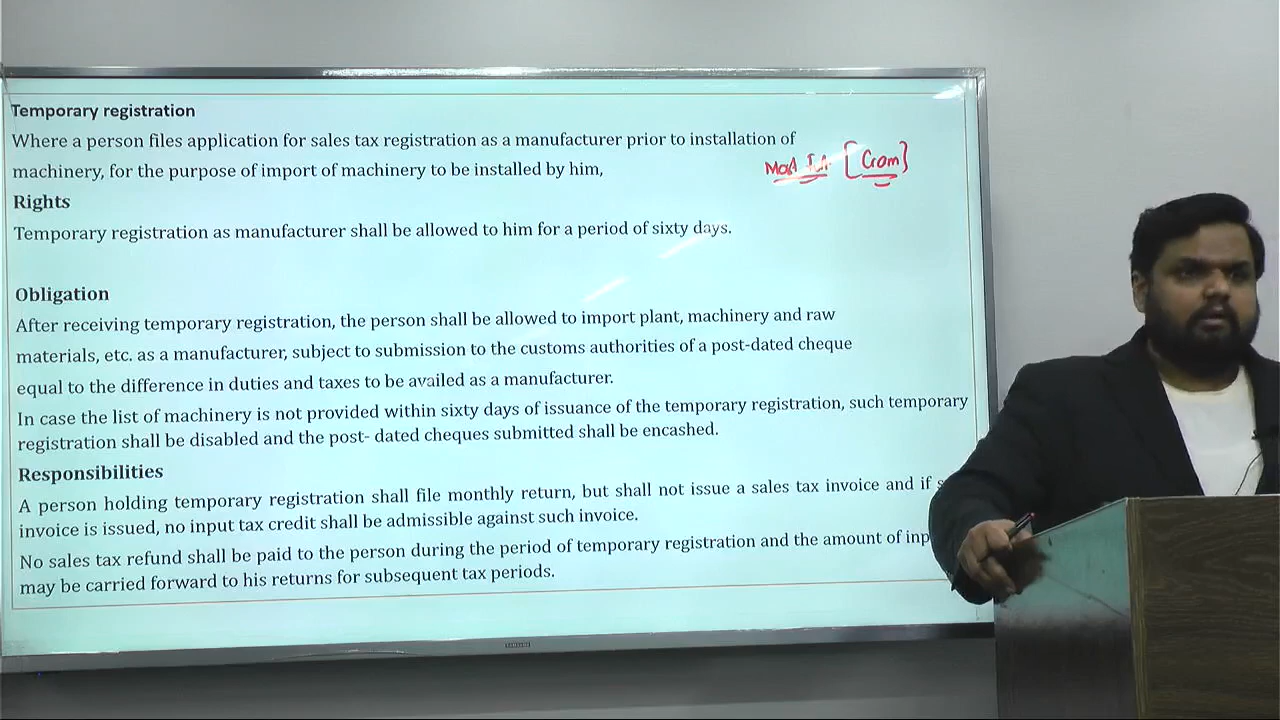 Temporary registration
Where a person files application for sales tax registration as a manufacturer prior to installation of
machinery, for the purpose of import of machinery to be installed by him,
[Crom]
Rights
Temporary registration as manufacturer shall be allowed to him for a period of sixty days.
Obligation
After receiving temporary registration, the person shall be allowed to import plant, machinery and raw
materials, etc. as a manufacturer, subject to submission to the customs authorities of a post-dated cheque
equal to the difference in duties and taxes to be availed as a manufacturer.
In case the list of machinery is not provided within sixty days of issuance of the temporary registration, such temporary
registration shall be disabled and the post- dated cheques submitted shall be encashed.
Responsibilities
A person holding temporary registration shall file monthly return, but shall not issue a sales tax invoice and if
invoice is issued, no input tax credit shall be admissible against such invoice.
No sales tax refund shall be paid to the person during the period of temporary registration and the amount of
may be carried forward to his returns for subsequent tax periods.
SAMSUNG